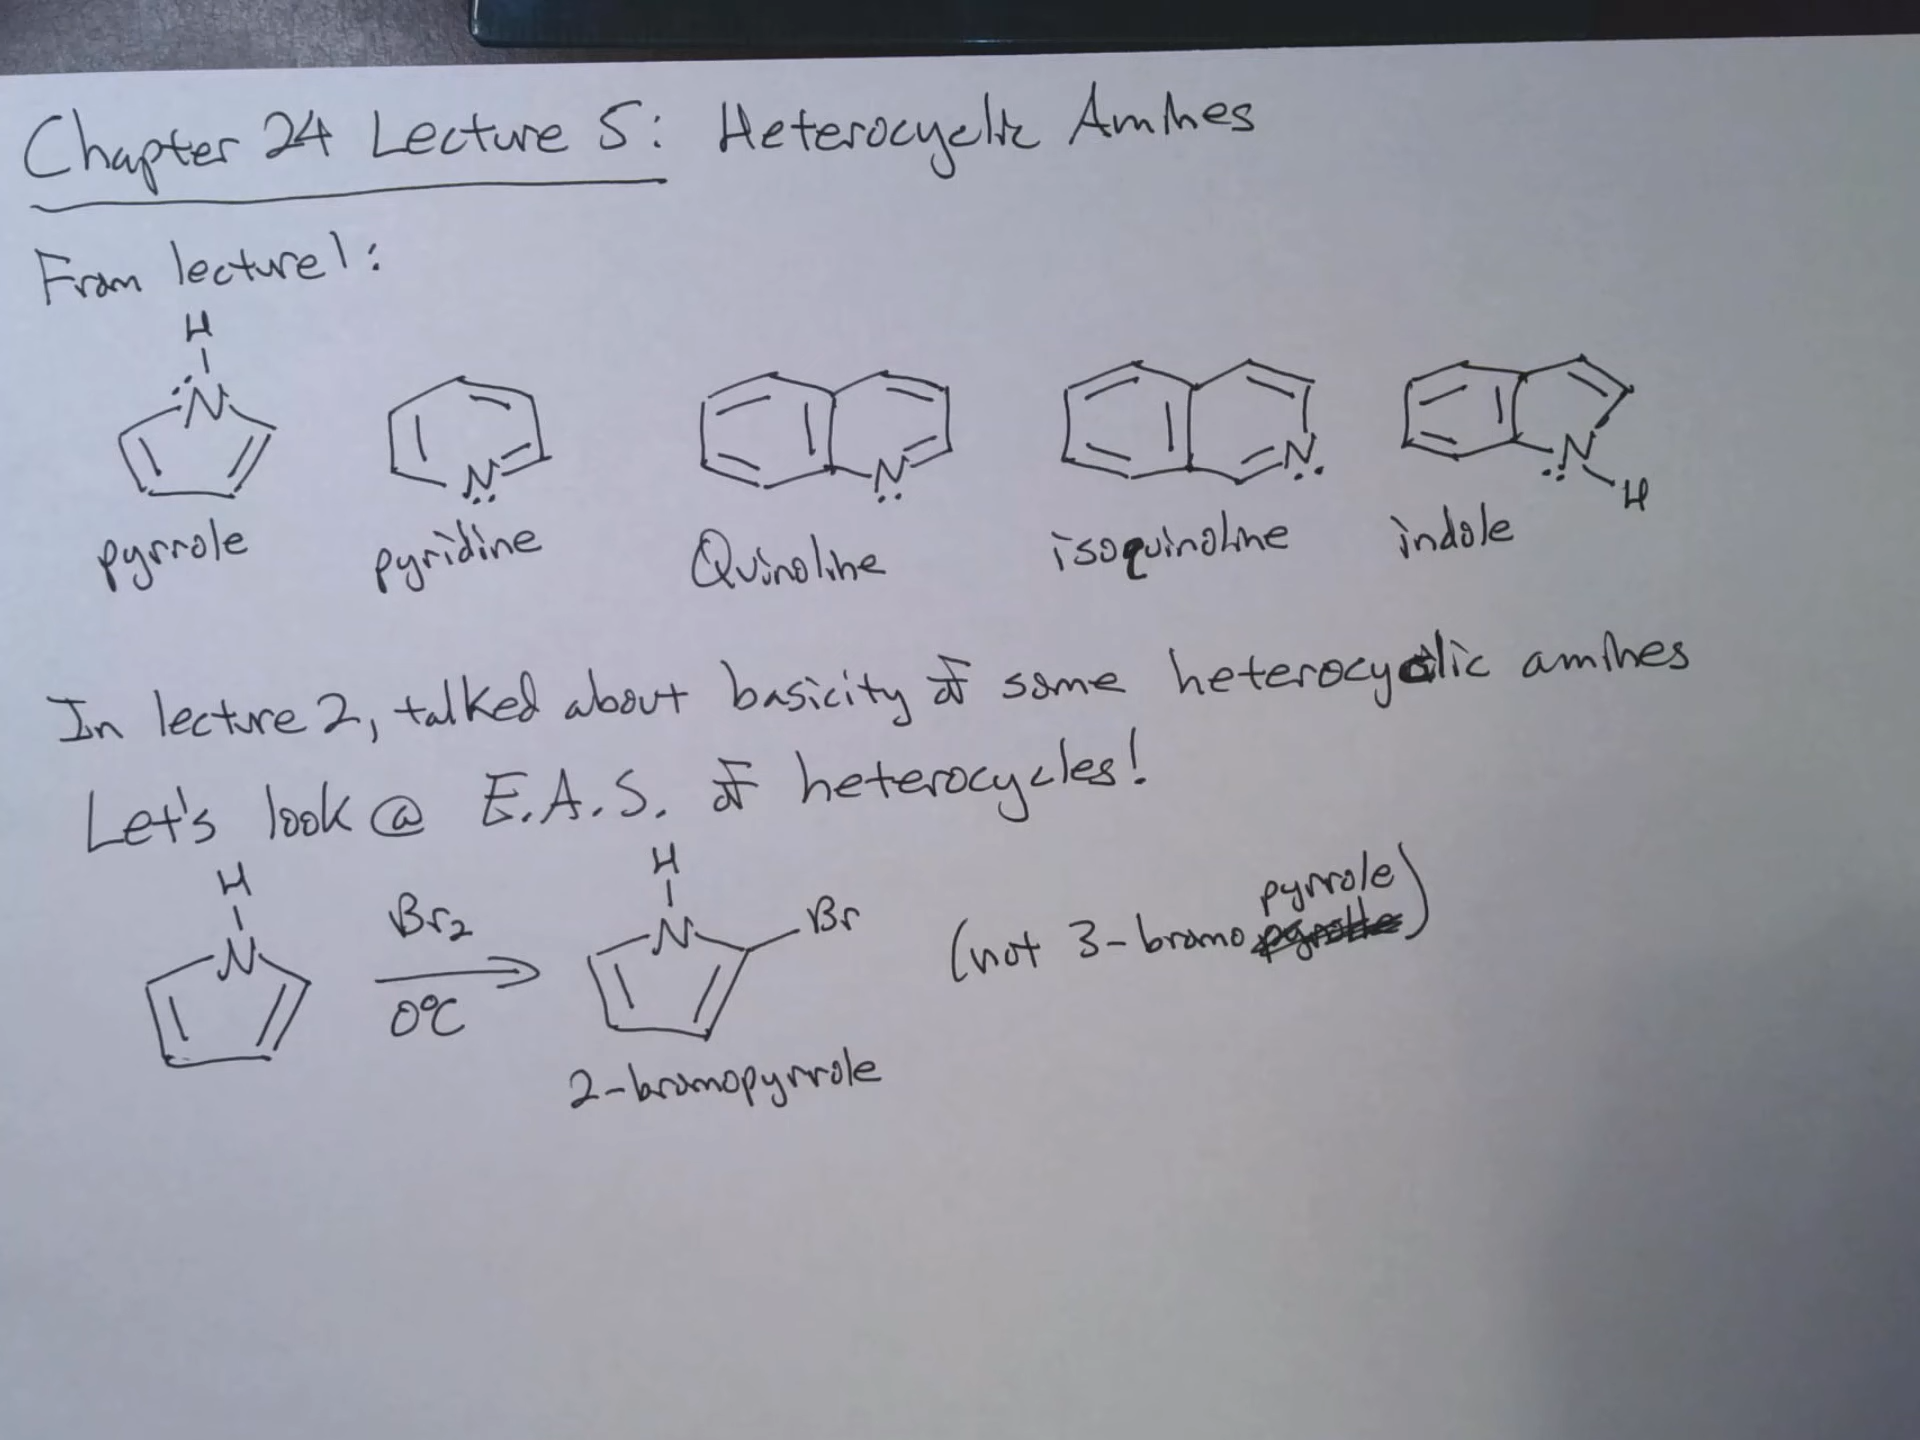 Chapter 24 Lecture 5: Heterocyclic Amines
From lecture 1:
H
N
N
N
N
N
H
pyrrole pyridine Quinoline isoquinoline indole
In lecture 2, talked about basicity of some heterocyclic amines
Let's look @ E.A.S. of heterocycles!
H
N
Br2
0°C
H
N
Br
(not 3-bromo pyrrole)
2-bromopyrrole